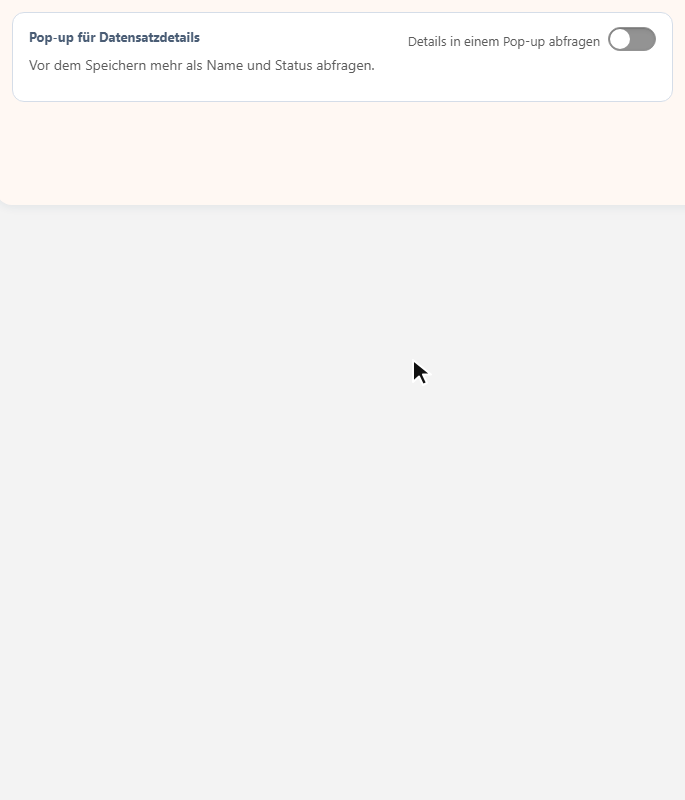 Pop-up für Datensatzdetails
Details in einem Pop-up abfragen
Vor dem Speichern mehr als Name und Status abfragen.